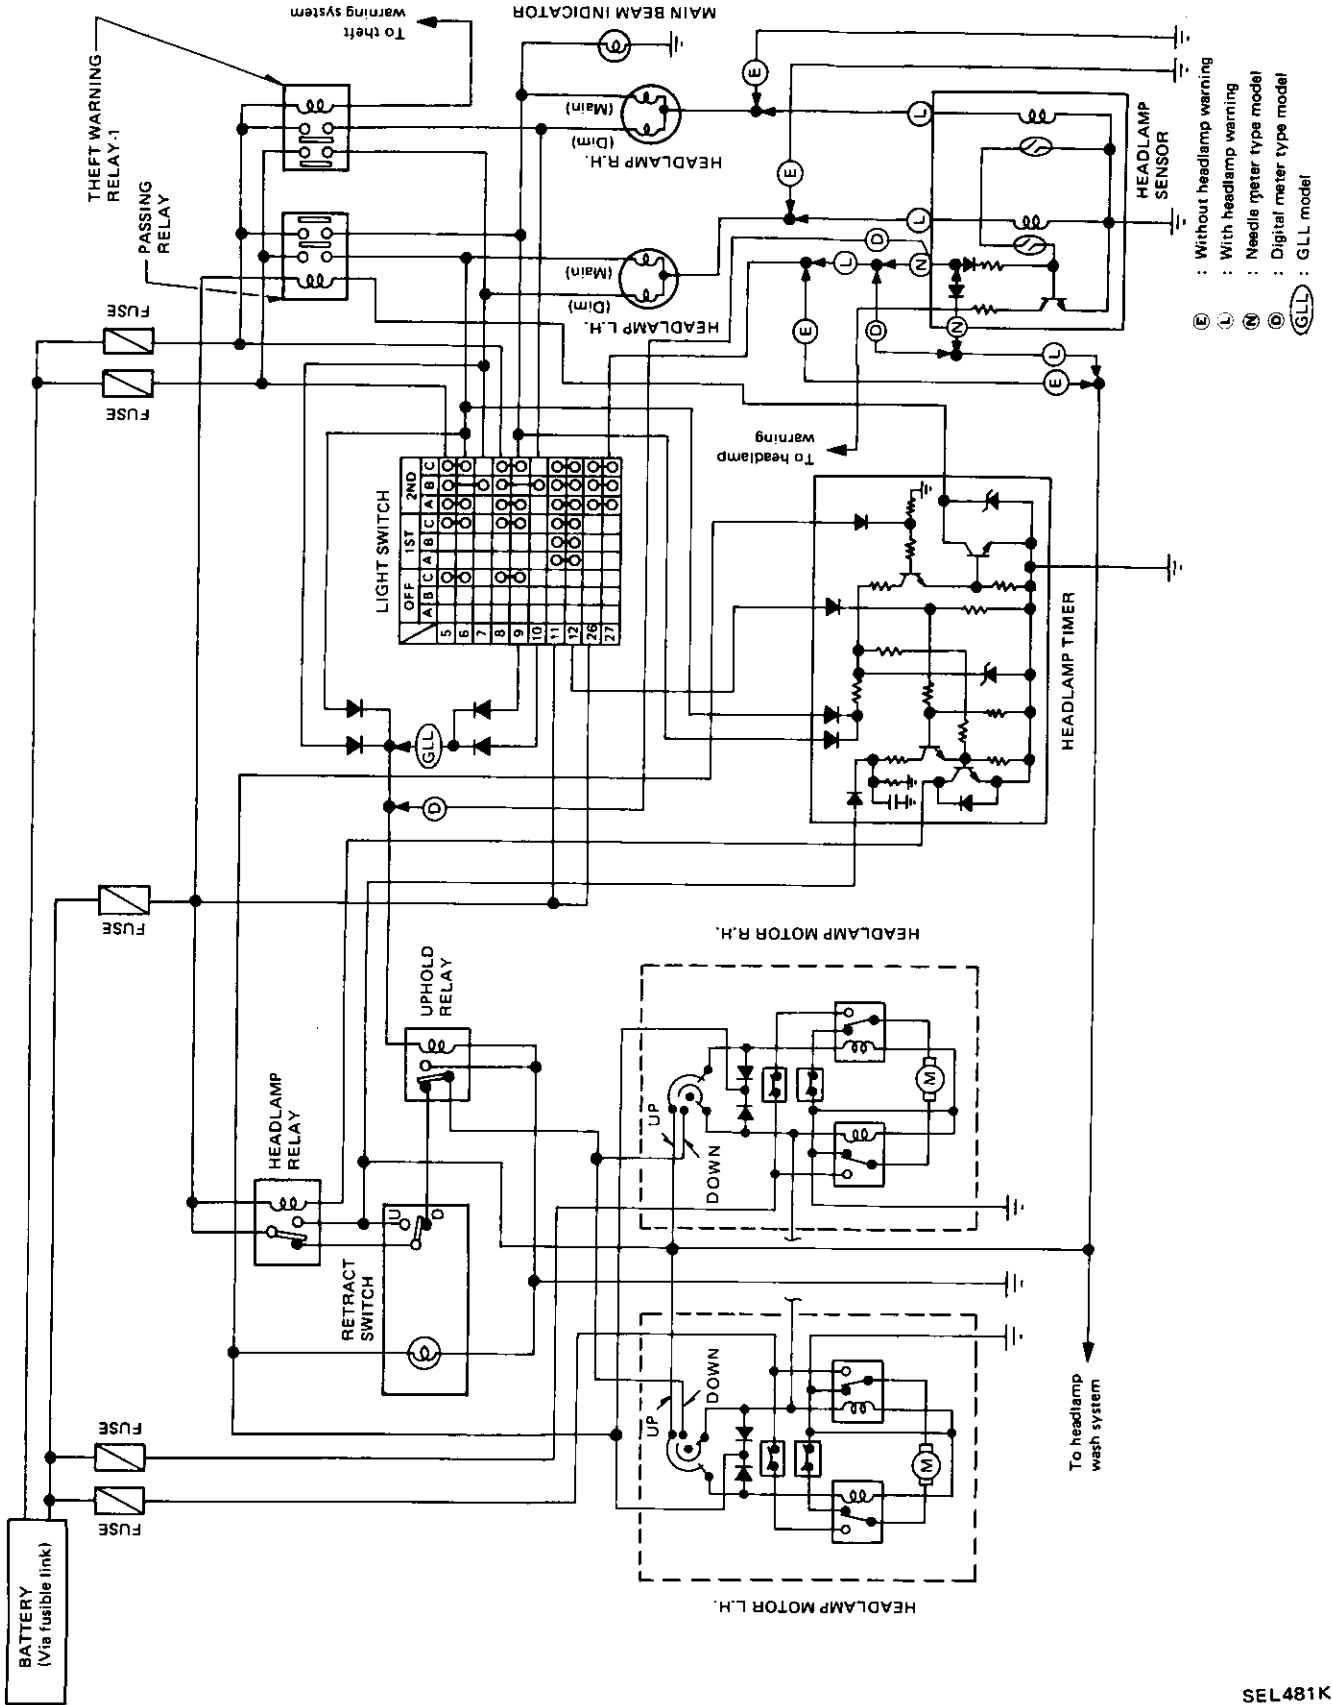 To theft
warning system
MAIN BEAM INDICATOR
THEFT WARNING
RELAY-1
PASSING
RELAY
FUSE
FUSE
(Main)
(Dim)
HEADLAMP R.H.
(Main)
(Dim)
HEADLAMP L.H.
E
E
L
L
D
L
N
E
D
N
L
E
HEADLAMP
SENSOR
E : Without headlamp warning
L : With headlamp warning
N : Needle meter type model
D : Digital meter type model
GLL : GLL model
To headlamp
warning
LIGHT SWITCH
OFF 1ST 2ND
A B C A B C A B C
5
6
7
8
9
10
11
12
26
27
GLL
D
HEADLAMP TIMER
FUSE
UPHOLD
RELAY
HEADLAMP
RELAY
U
D
RETRACT
SWITCH
HEADLAMP MOTOR R.H.
UP
DOWN
M
FUSE
FUSE
UP
DOWN
M
HEADLAMP MOTOR L.H.
To headlamp
wash system
BATTERY
(Via fusible link)
SEL481K